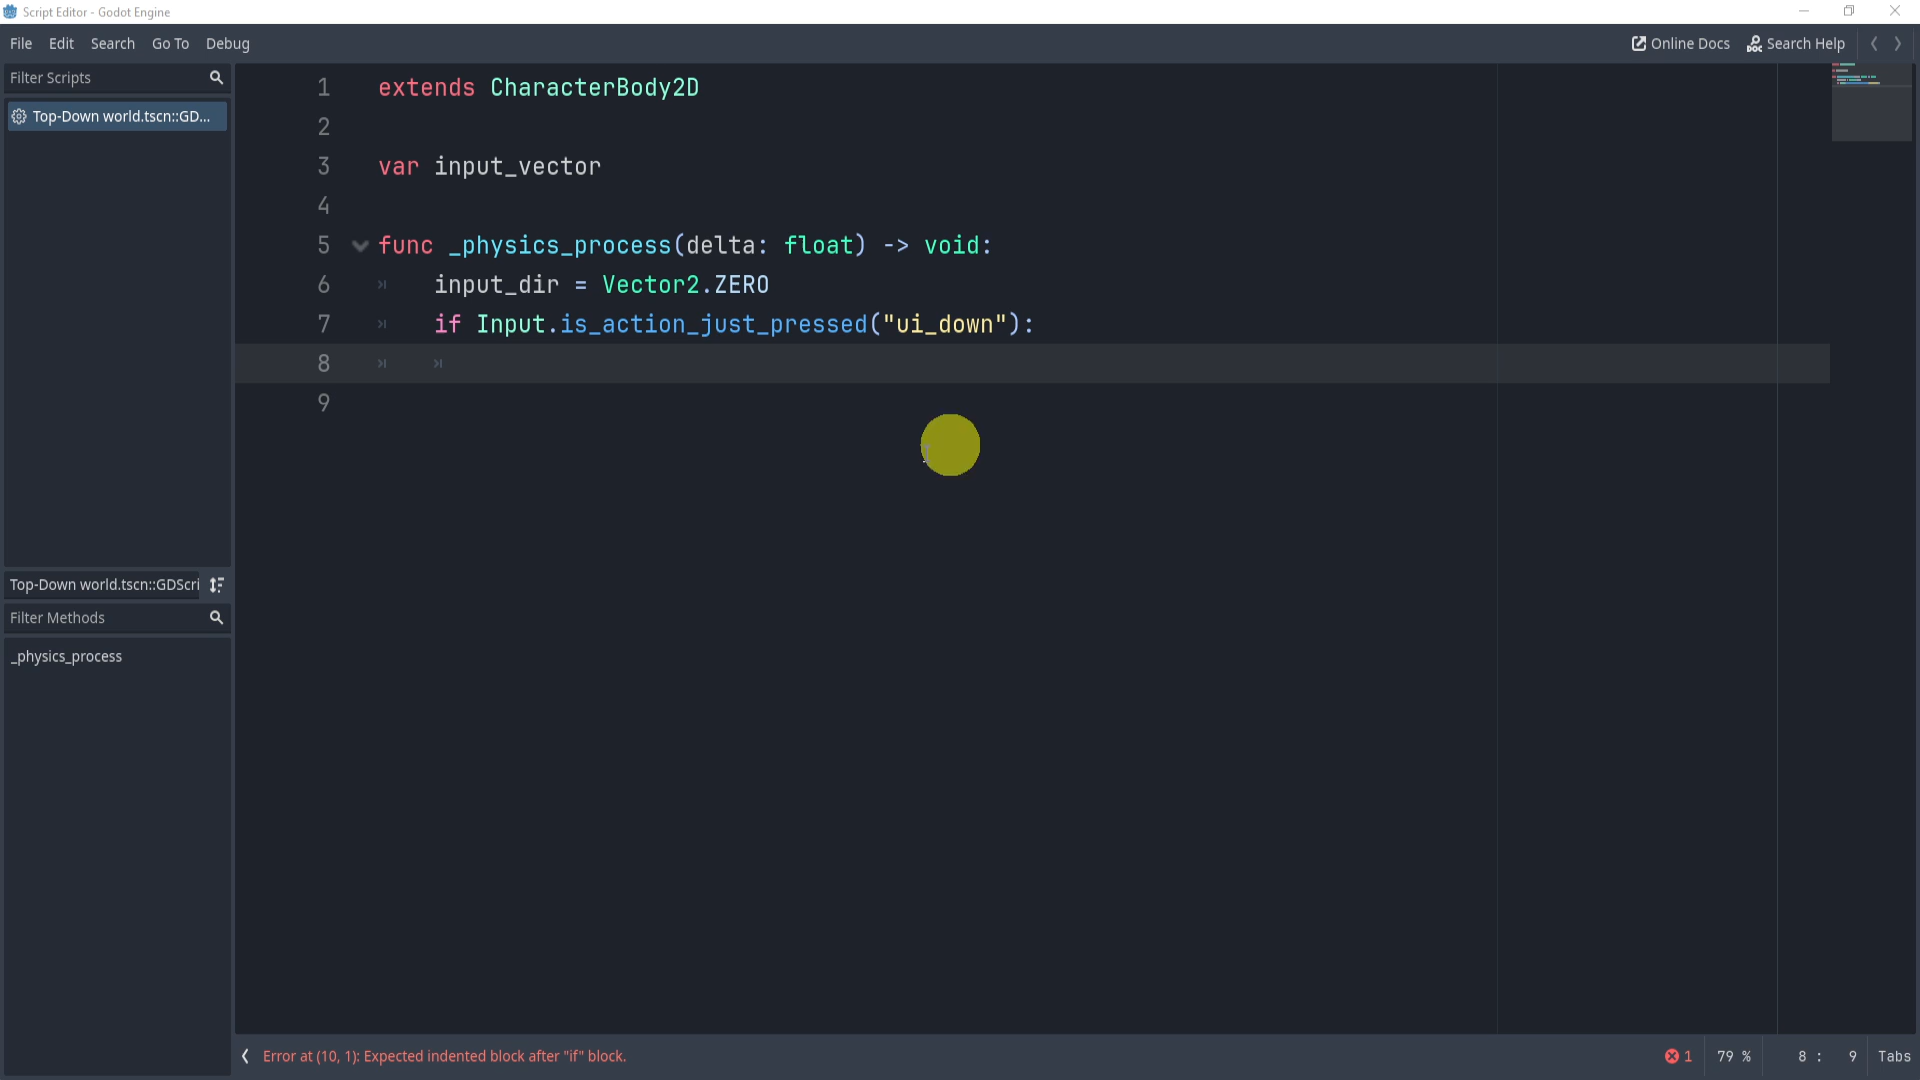 Script Editor - Godot Engine
File Edit Search Go To Debug
Online Docs Search Help
Filter Scripts
Top-Down world.tscn::GD...
1 extends CharacterBody2D
2
3 var input_vector
4
5 func _physics_process(delta: float) -> void:
6 input_dir = Vector2.ZERO
7 if Input.is_action_just_pressed("ui_down"):
8
9
Top-Down world.tscn::GDScri
Filter Methods
_physics_process
Error at (10, 1): Expected indented block after "if" block.
1 79 % 8 : 9 Tabs